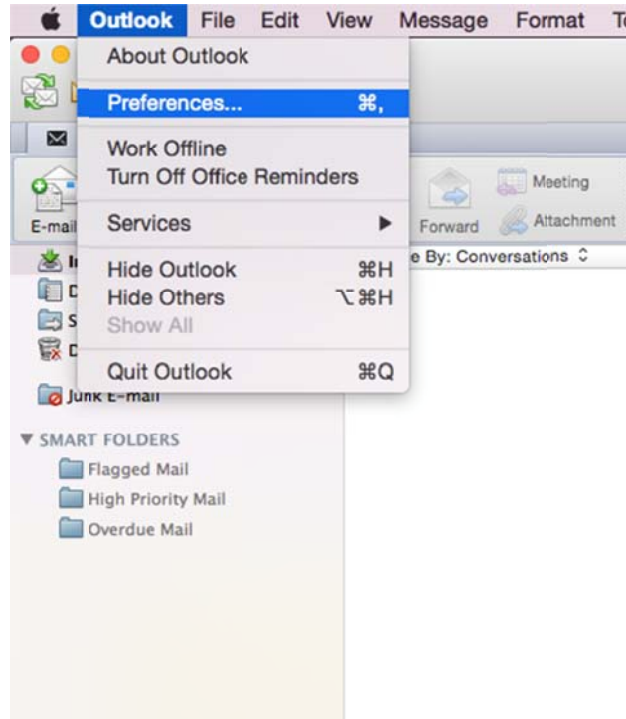 Outlook File Edit View Message Format
About Outlook
Preferences... ⌘,
Work Offline
Turn Off Office Reminders
Services ▶
Hide Outlook ⌘H
Hide Others ⌥⌘H
Show All
Quit Outlook ⌘Q
E-mail
Forward
Meeting
Attachment
e By: Conversations
Junk E-mail
SMART FOLDERS
Flagged Mail
High Priority Mail
Overdue Mail